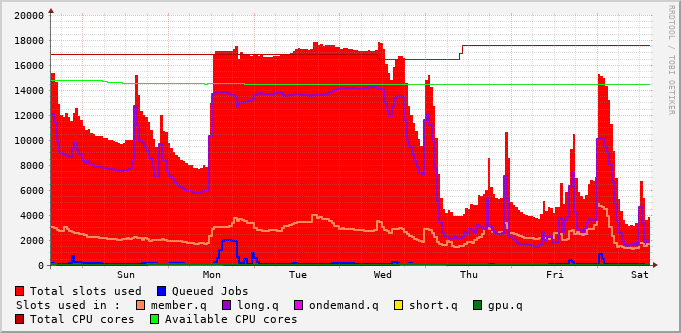 20000
18000
16000
14000
12000
10000
8000
6000
4000
2000
0
Sun Mon Tue Wed Thu Fri Sat
RRDTOOL / TOBI OETIKER
Total slots used Queued Jobs
Slots used in : member.q long.q ondemand.q short.q gpu.q
Total CPU cores Available CPU cores